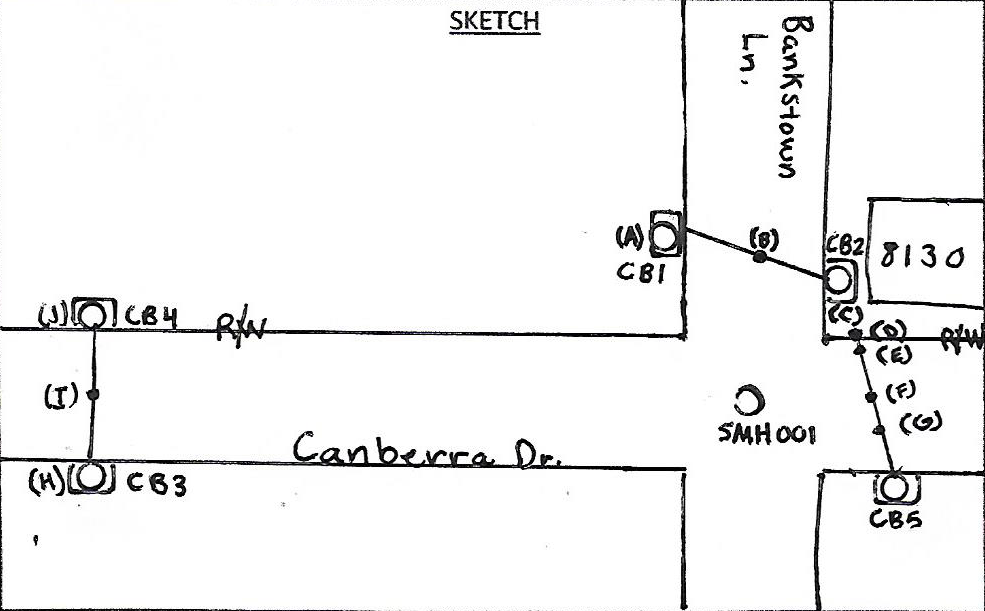 SKETCH
Bankstown
Ln.
(A)
CB1
(B)
CB2
8130
(J)
CB4
R/W
(C)
(D)
R/W
(E)
(I)
(F)
SMH001
(G)
Canberra Dr.
(H)
CB3
CB5